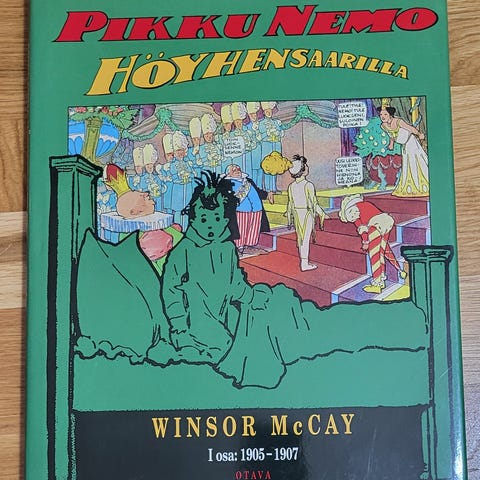 PIKKU NEMO
HÖYHENSAARILLA
WINSOR McCAY
I osa: 1905–1907
OTAVA